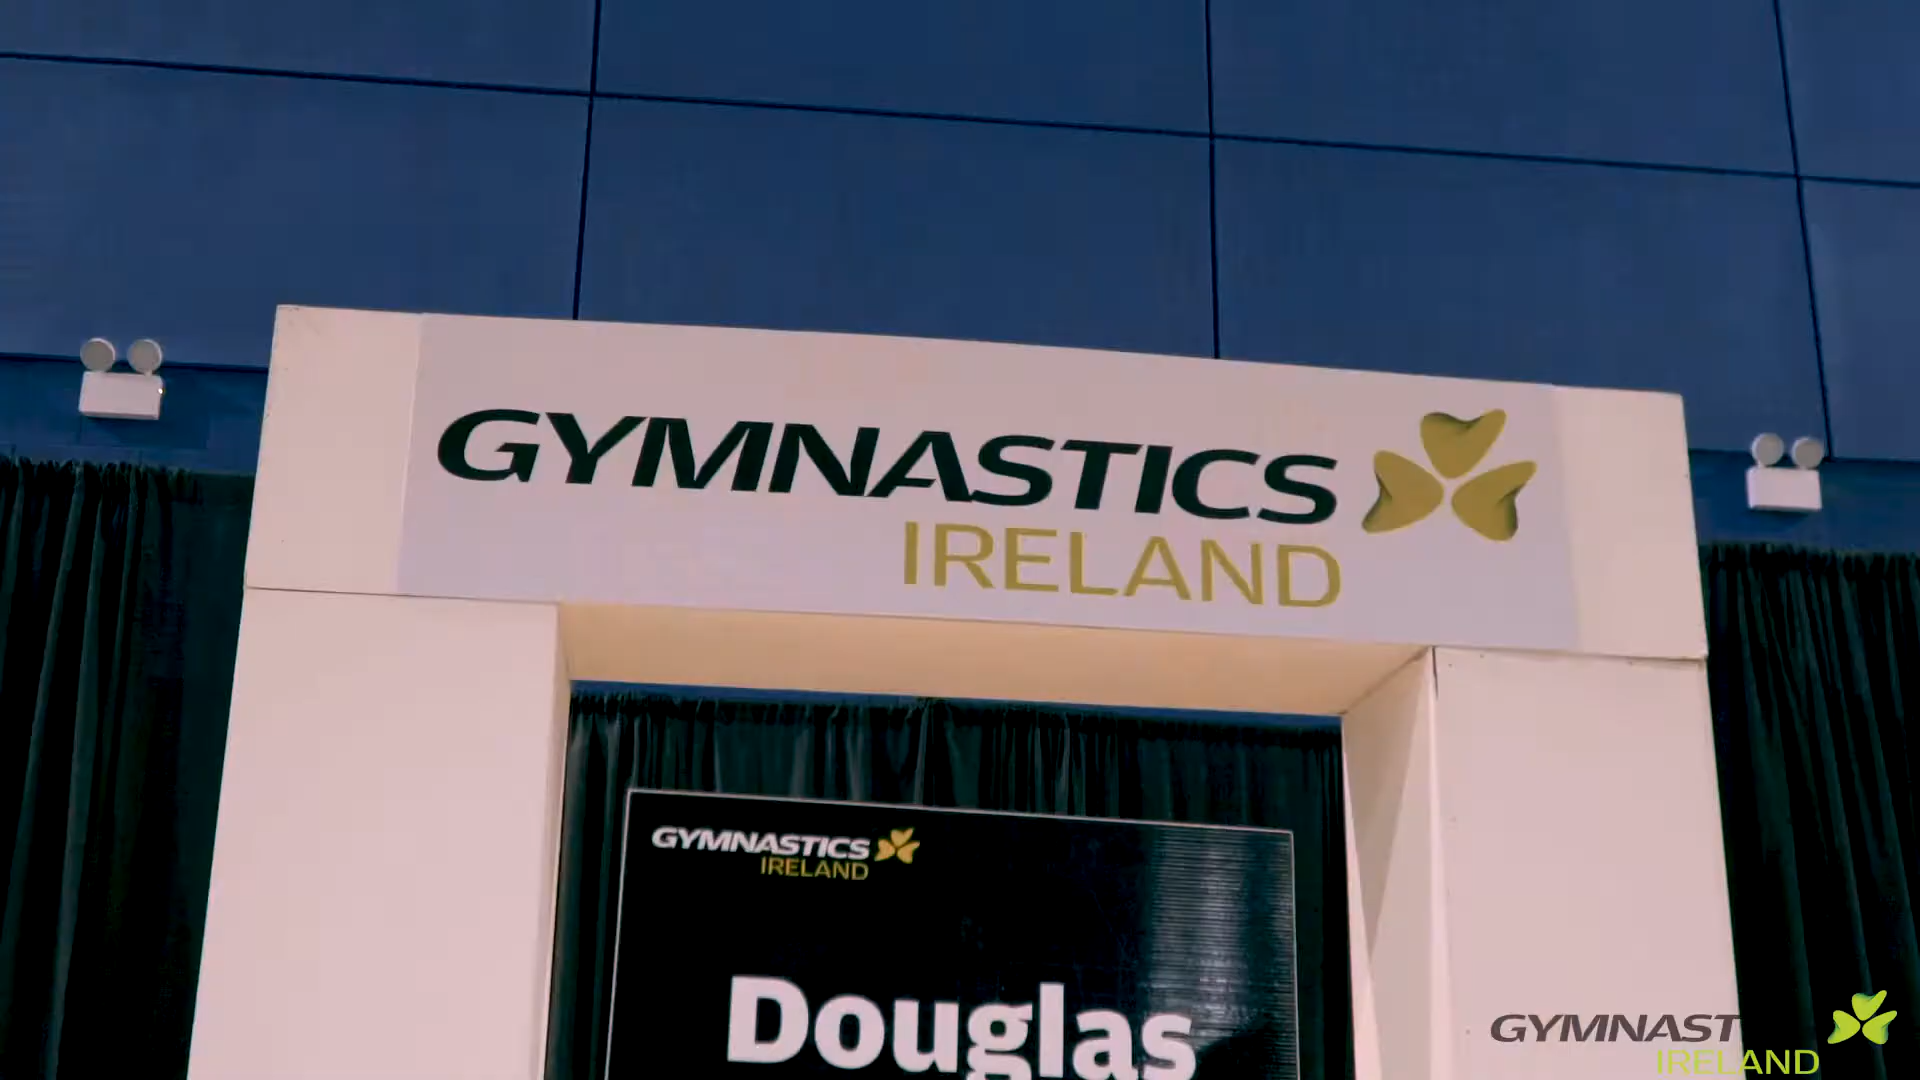 GYMNASTICS
IRELAND
GYMNASTICS
IRELAND
Douglas
GYMNAST
IRELAND